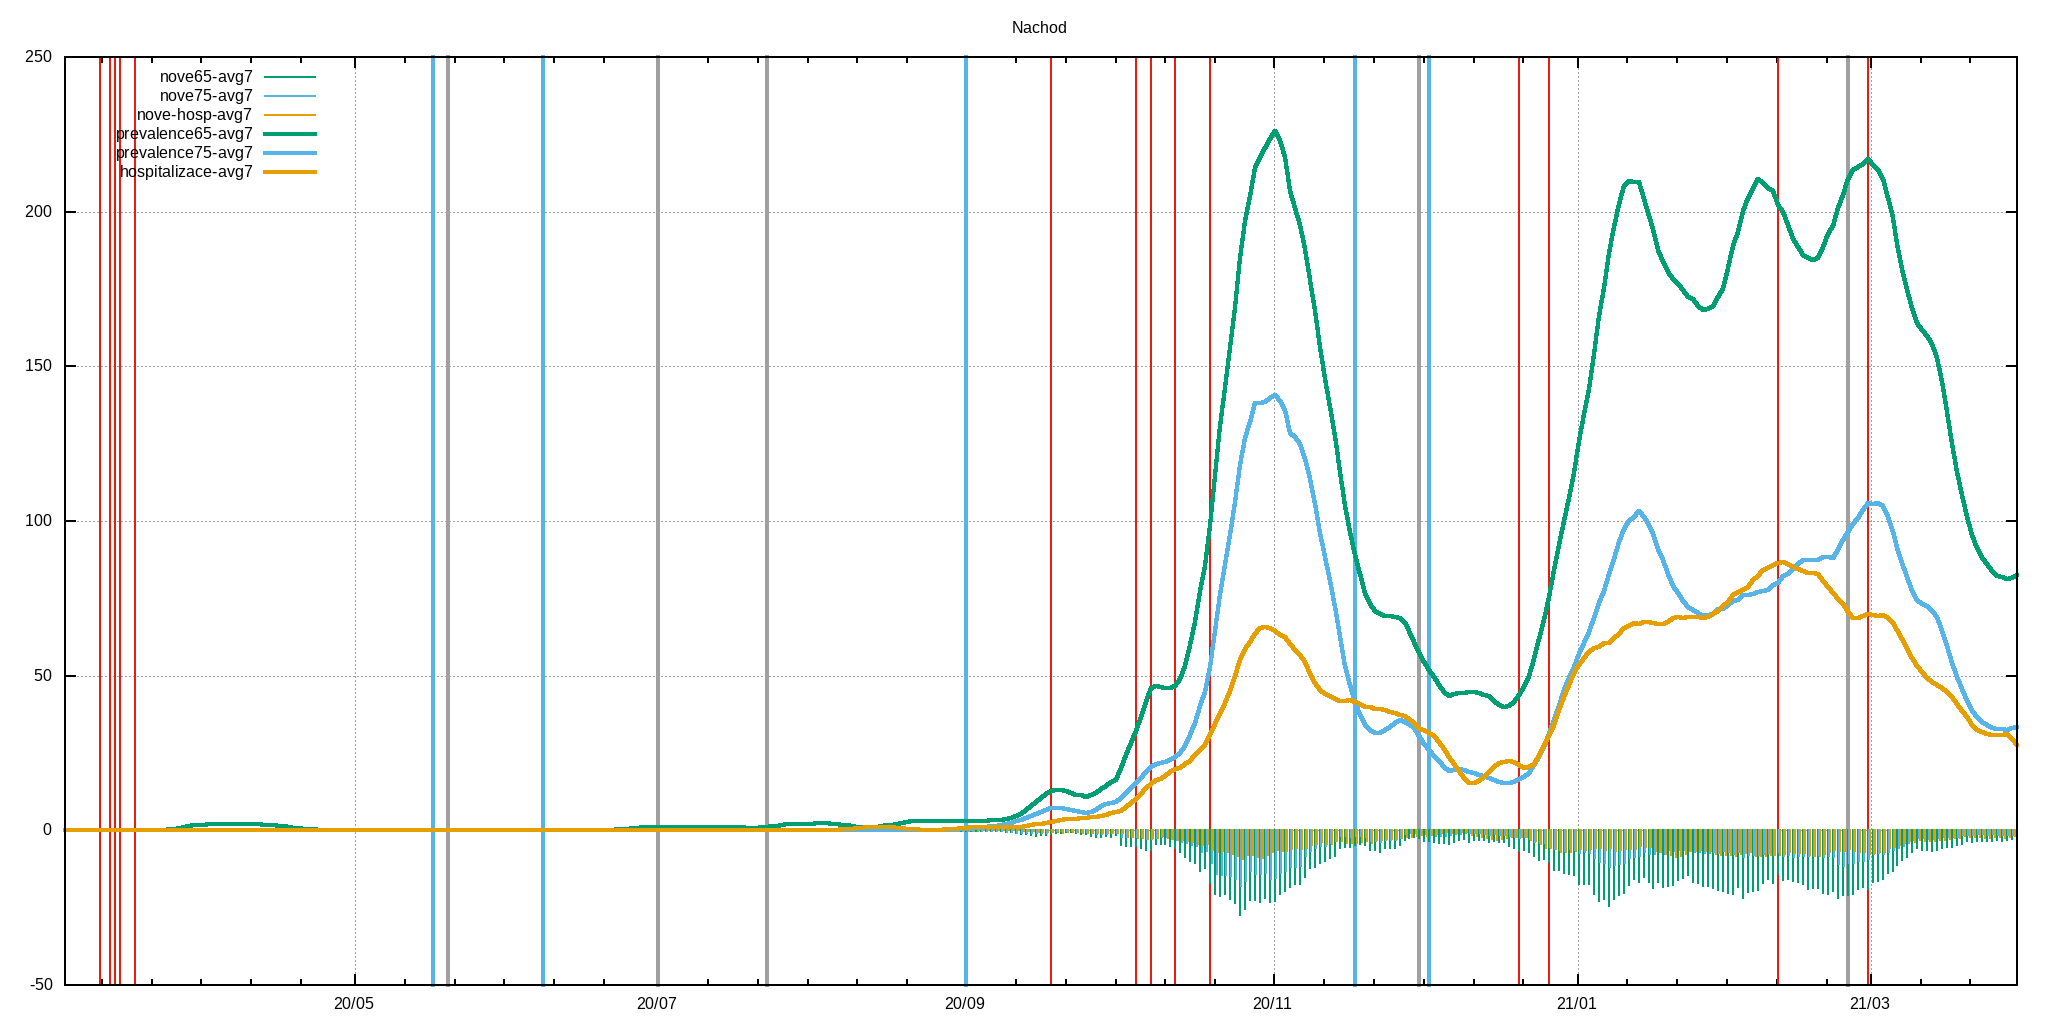 Nachod
250
nove65-avg7
nove75-avg7
nove-hosp-avg7
prevalence65-avg7
prevalence75-avg7
hospitalizace-avg7
200
150
100
50
0
-50
20/05
20/07
20/09
20/11
21/01
21/03